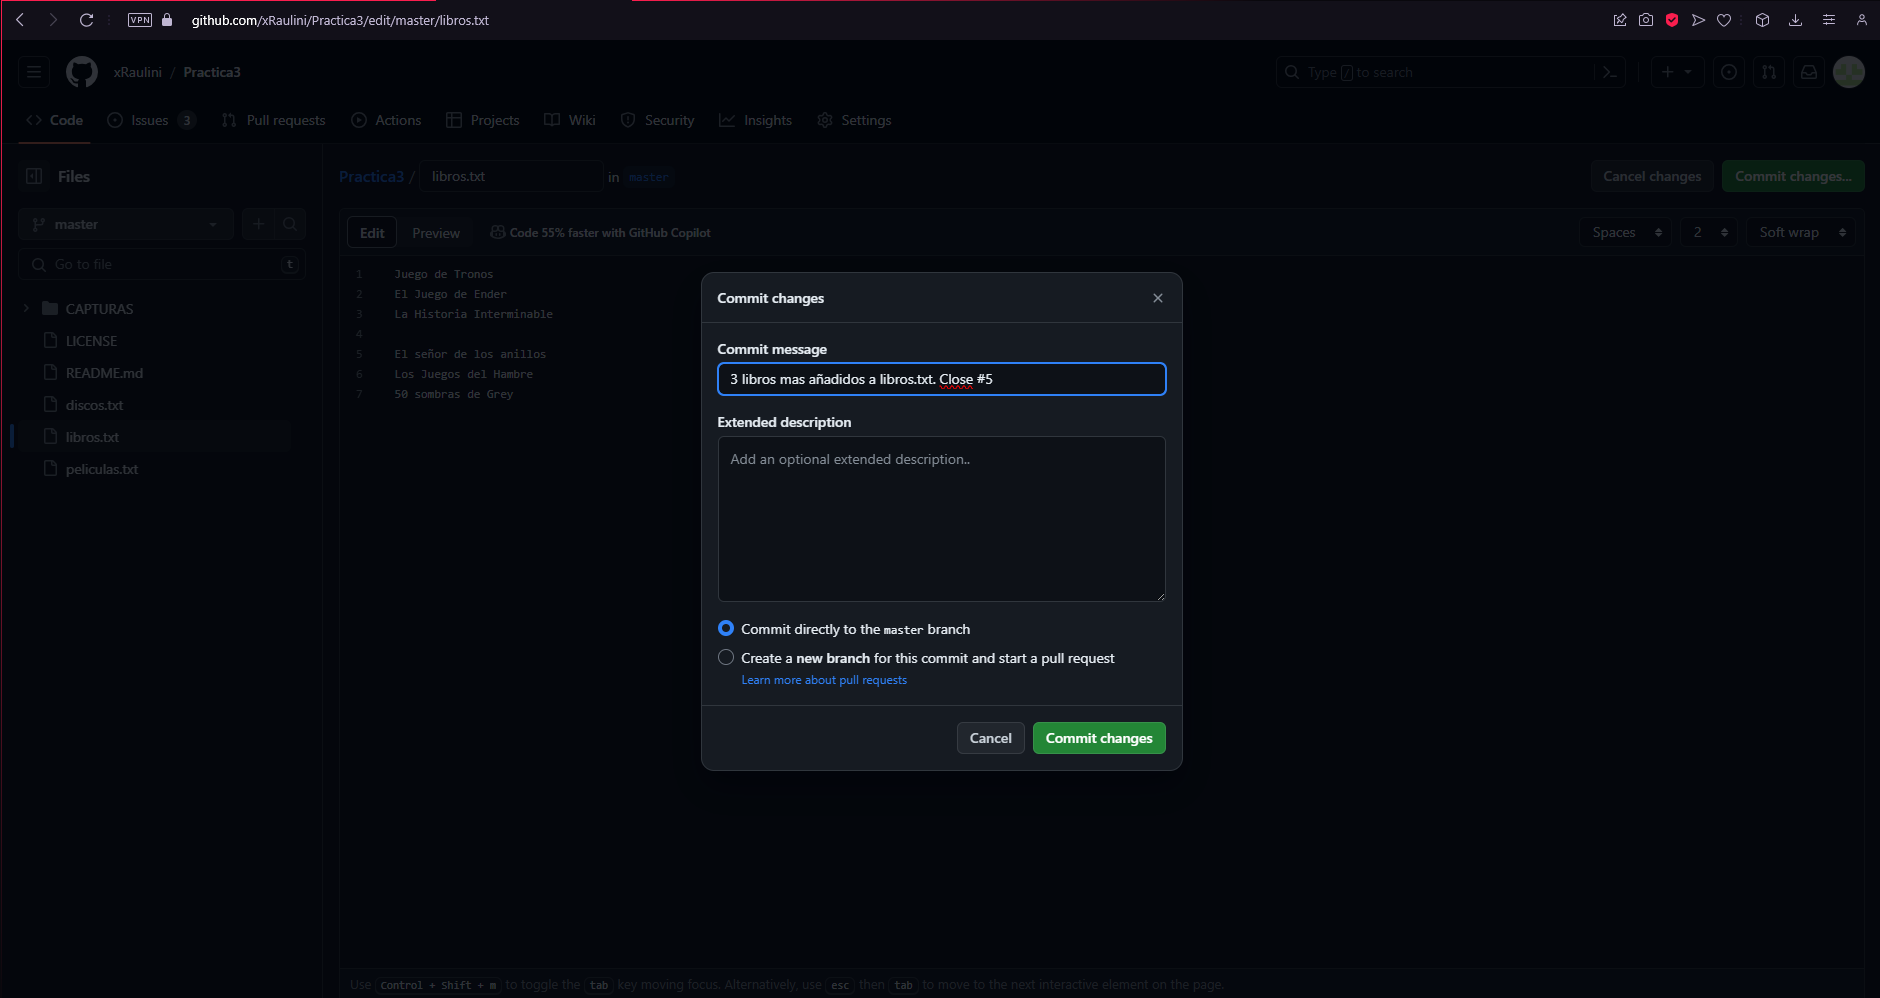 VPN github.com/xRaulini/Practica3/edit/master/libros.txt
xRaulini / Practica3
Type / to search
Code Issues 3 Pull requests Actions Projects Wiki Security Insights Settings
Files
Practica3 / libros.txt in master
Cancel changes Commit changes...
master
Edit Preview Code 55% faster with GitHub Copilot
Spaces 2 Soft wrap
Go to file t
CAPTURAS
LICENSE
README.md
discos.txt
libros.txt
peliculas.txt
1 Juego de Tronos
2 El Juego de Ender
3 La Historia Interminable
4
5 El señor de los anillos
6 Los Juegos del Hambre
7 50 sombras de Grey
Commit changes
Commit message
3 libros mas añadidos a libros.txt. Close #5
Extended description
Add an optional extended description..
Commit directly to the master branch
Create a new branch for this commit and start a pull request
Learn more about pull requests
Cancel Commit changes
Use Control + Shift + m to toggle the tab key moving focus. Alternatively, use esc then tab to move to the next interactive element on the page.